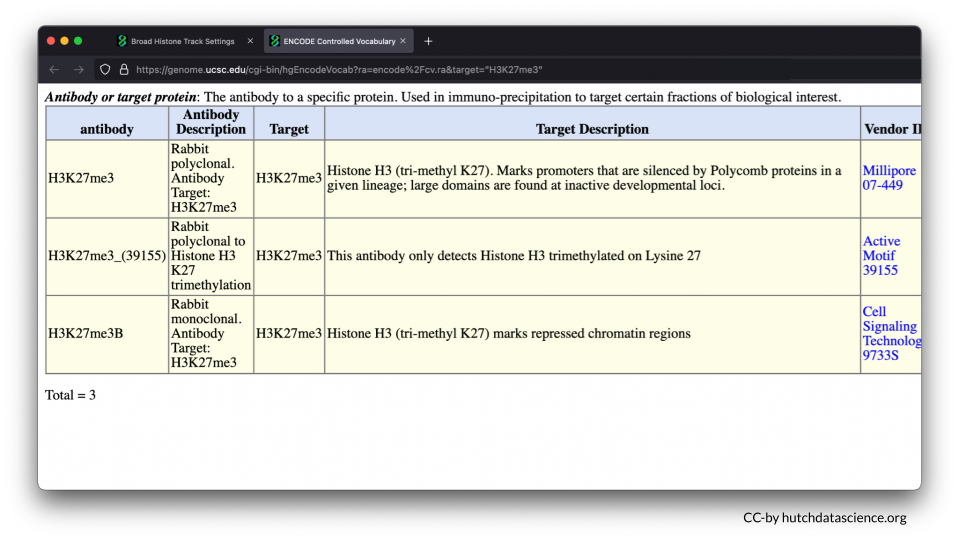 Broad Histone Track Settings
ENCODE Controlled Vocabulary
https://genome.ucsc.edu/cgi-bin/hgEncodeVocab?ra=encode%2Fcv.ra&target="H3K27me3"
Antibody or target protein: The antibody to a specific protein. Used in immuno-precipitation to target certain fractions of biological interest.
antibody
Antibody
Description
Target
Target Description
Vendor I
H3K27me3
Rabbit
polyclonal.
Antibody
Target:
H3K27me3
H3K27me3
Histone H3 (tri-methyl K27). Marks promoters that are silenced by Polycomb proteins in a
given lineage; large domains are found at inactive developmental loci.
Millipore
07-449
H3K27me3_(39155)
Rabbit
polyclonal to
Histone H3
K27
trimethylation
H3K27me3
This antibody only detects Histone H3 trimethylated on Lysine 27
Active
Motif
39155
H3K27me3B
Rabbit
monoclonal.
Antibody
Target:
H3K27me3
H3K27me3
Histone H3 (tri-methyl K27) marks repressed chromatin regions
Cell
Signaling
Technolog
9733S
Total = 3
CC-by hutchdatascience.org